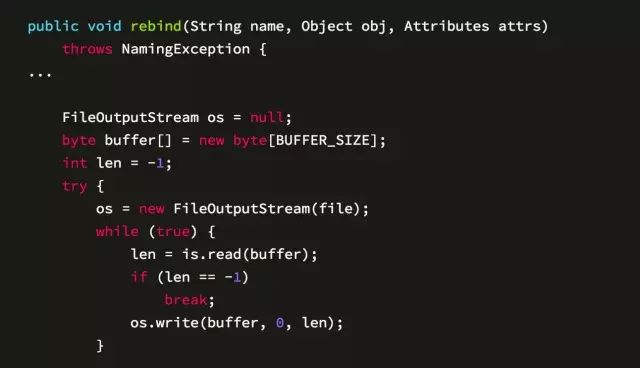 public void rebind(String name, Object obj, Attributes attrs)
    throws NamingException {
...
    FileOutputStream os = null;
    byte buffer[] = new byte[BUFFER_SIZE];
    int len = -1;
    try {
        os = new FileOutputStream(file);
        while (true) {
            len = is.read(buffer);
            if (len == -1)
                break;
            os.write(buffer, 0, len);
        }